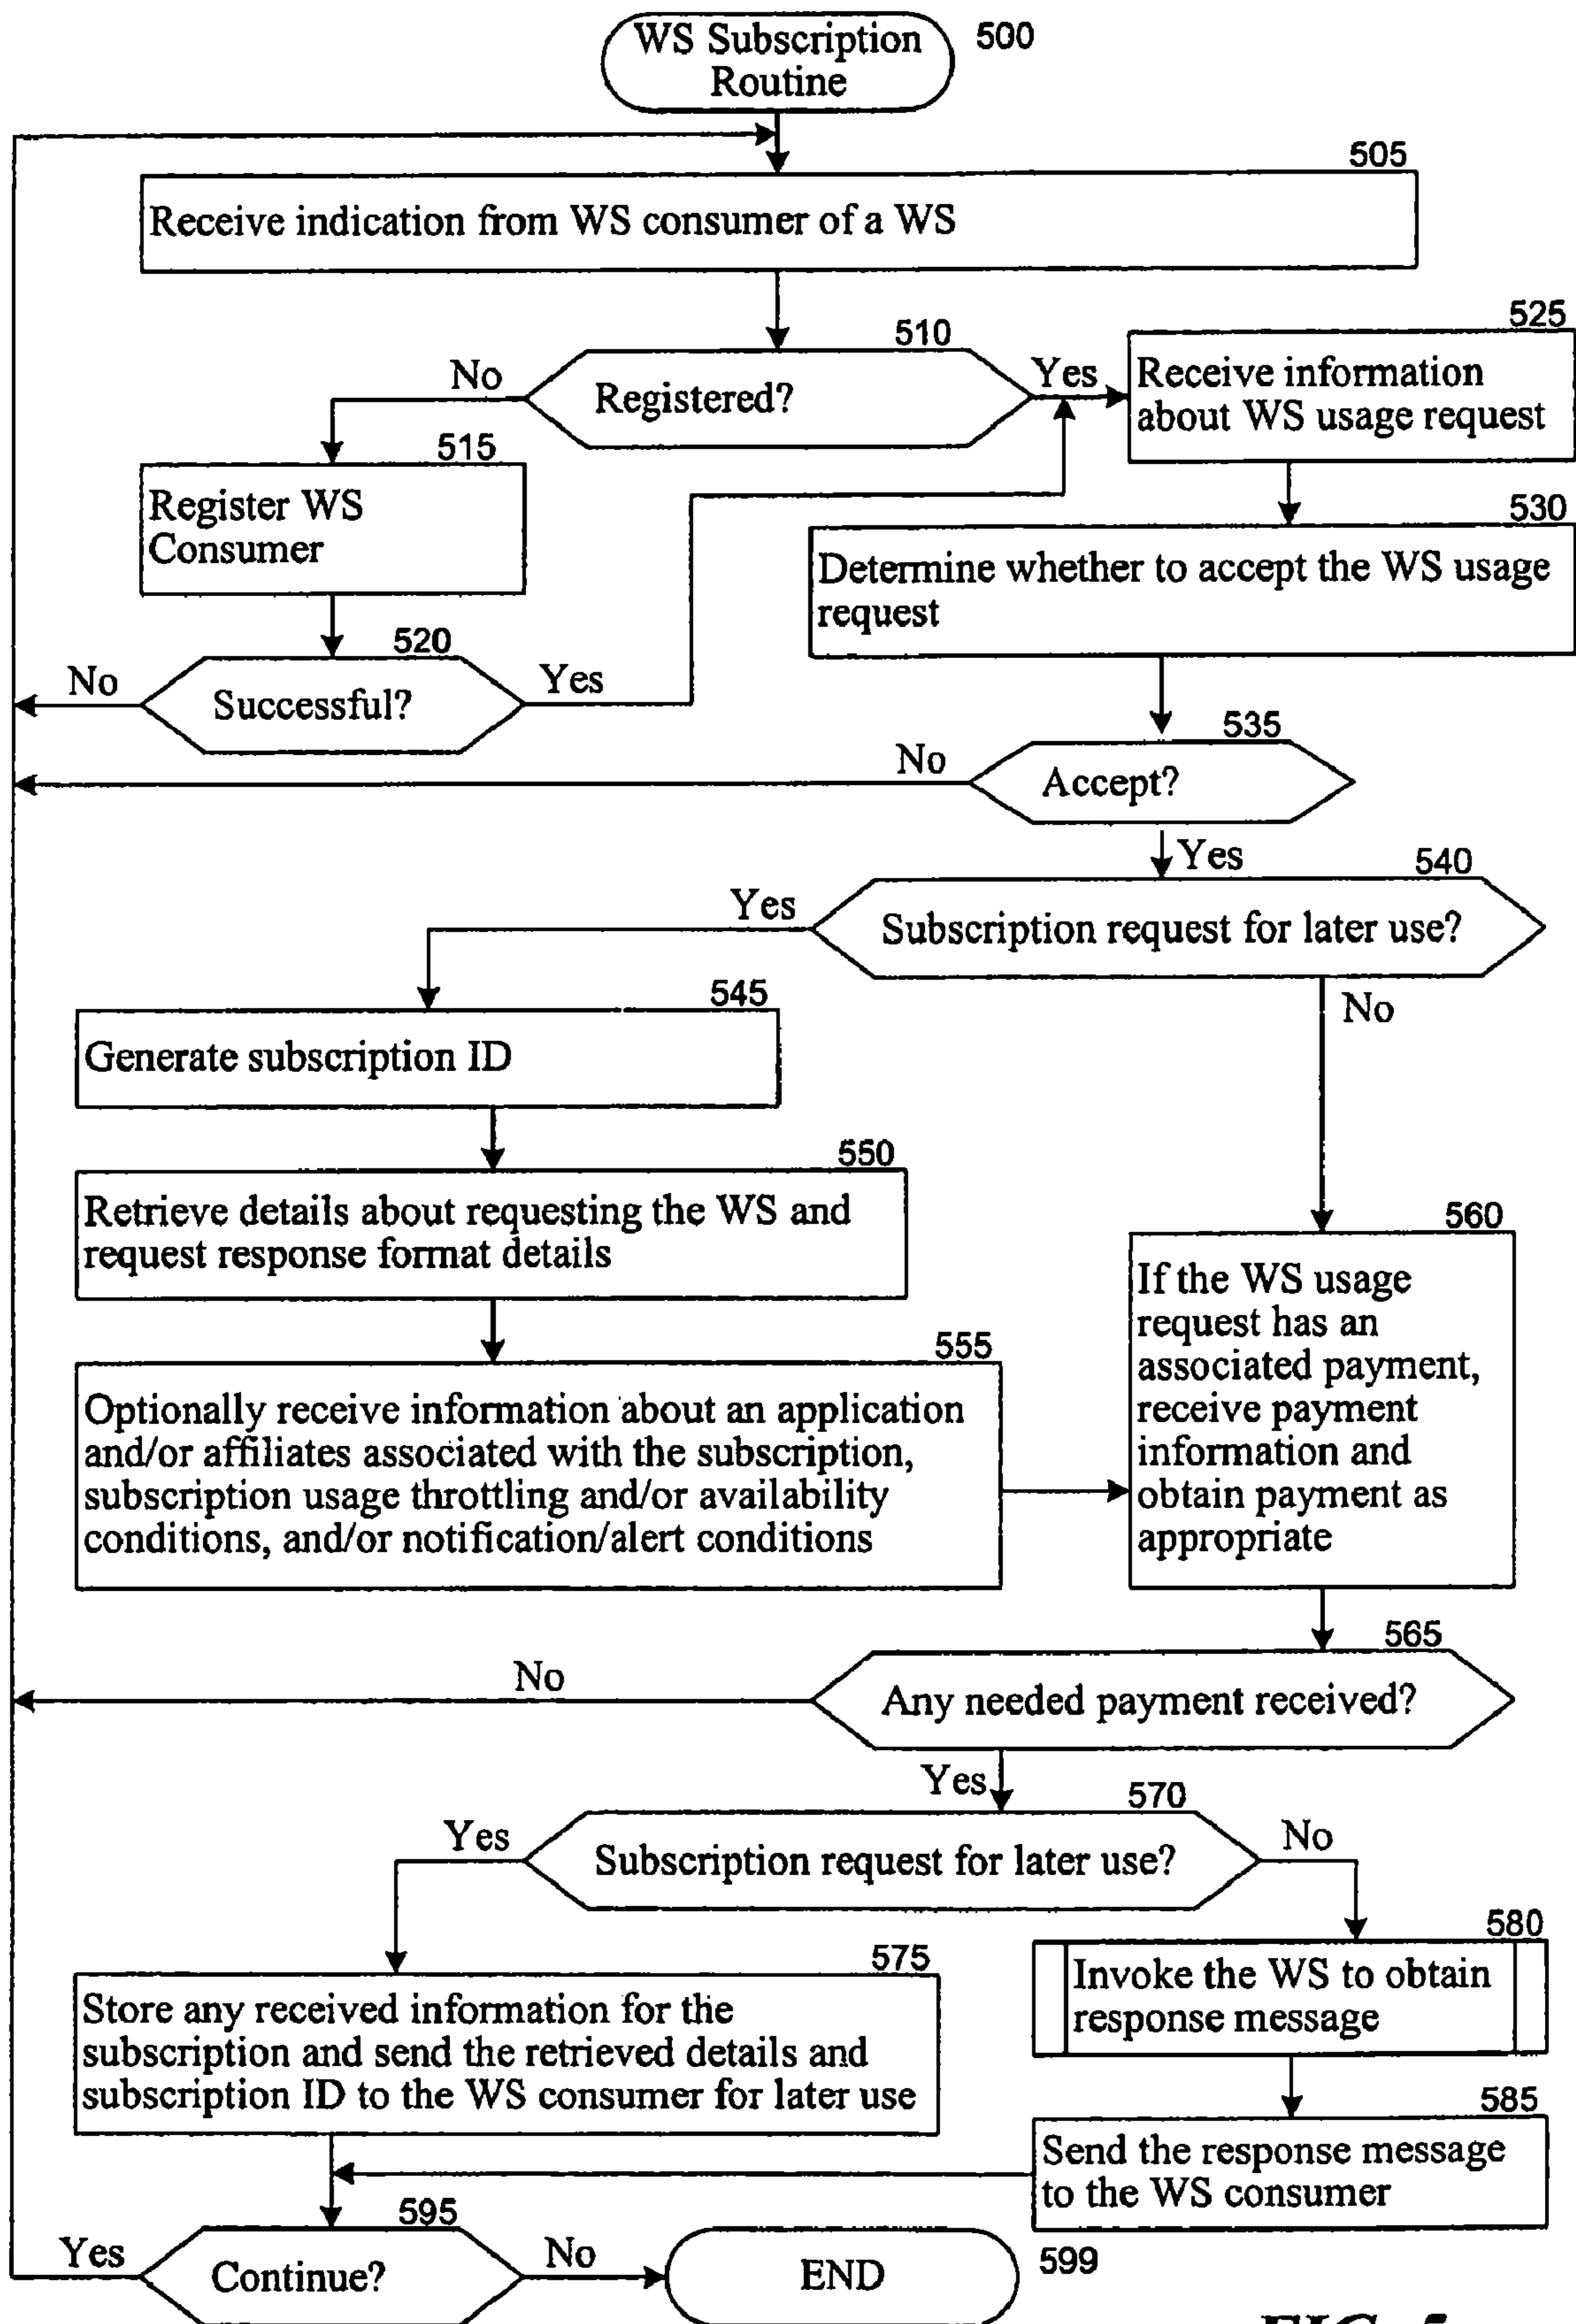 WS Subscription
Routine
500
505
Receive indication from WS consumer of a WS
510
Registered?
No
Yes
525
Receive information
about WS usage request
515
Register WS
Consumer
530
Determine whether to accept the WS usage
request
520
Successful?
No
Yes
535
Accept?
No
Yes
540
Subscription request for later use?
Yes
No
545
Generate subscription ID
550
Retrieve details about requesting the WS and
request response format details
555
Optionally receive information about an application
and/or affiliates associated with the subscription,
subscription usage throttling and/or availability
conditions, and/or notification/alert conditions
560
If the WS usage
request has an
associated payment,
receive payment
information and
obtain payment as
appropriate
565
Any needed payment received?
No
Yes
570
Subscription request for later use?
Yes
No
575
Store any received information for the
subscription and send the retrieved details and
subscription ID to the WS consumer for later use
580
Invoke the WS to obtain
response message
585
Send the response message
to the WS consumer
595
Continue?
Yes
No
END
599